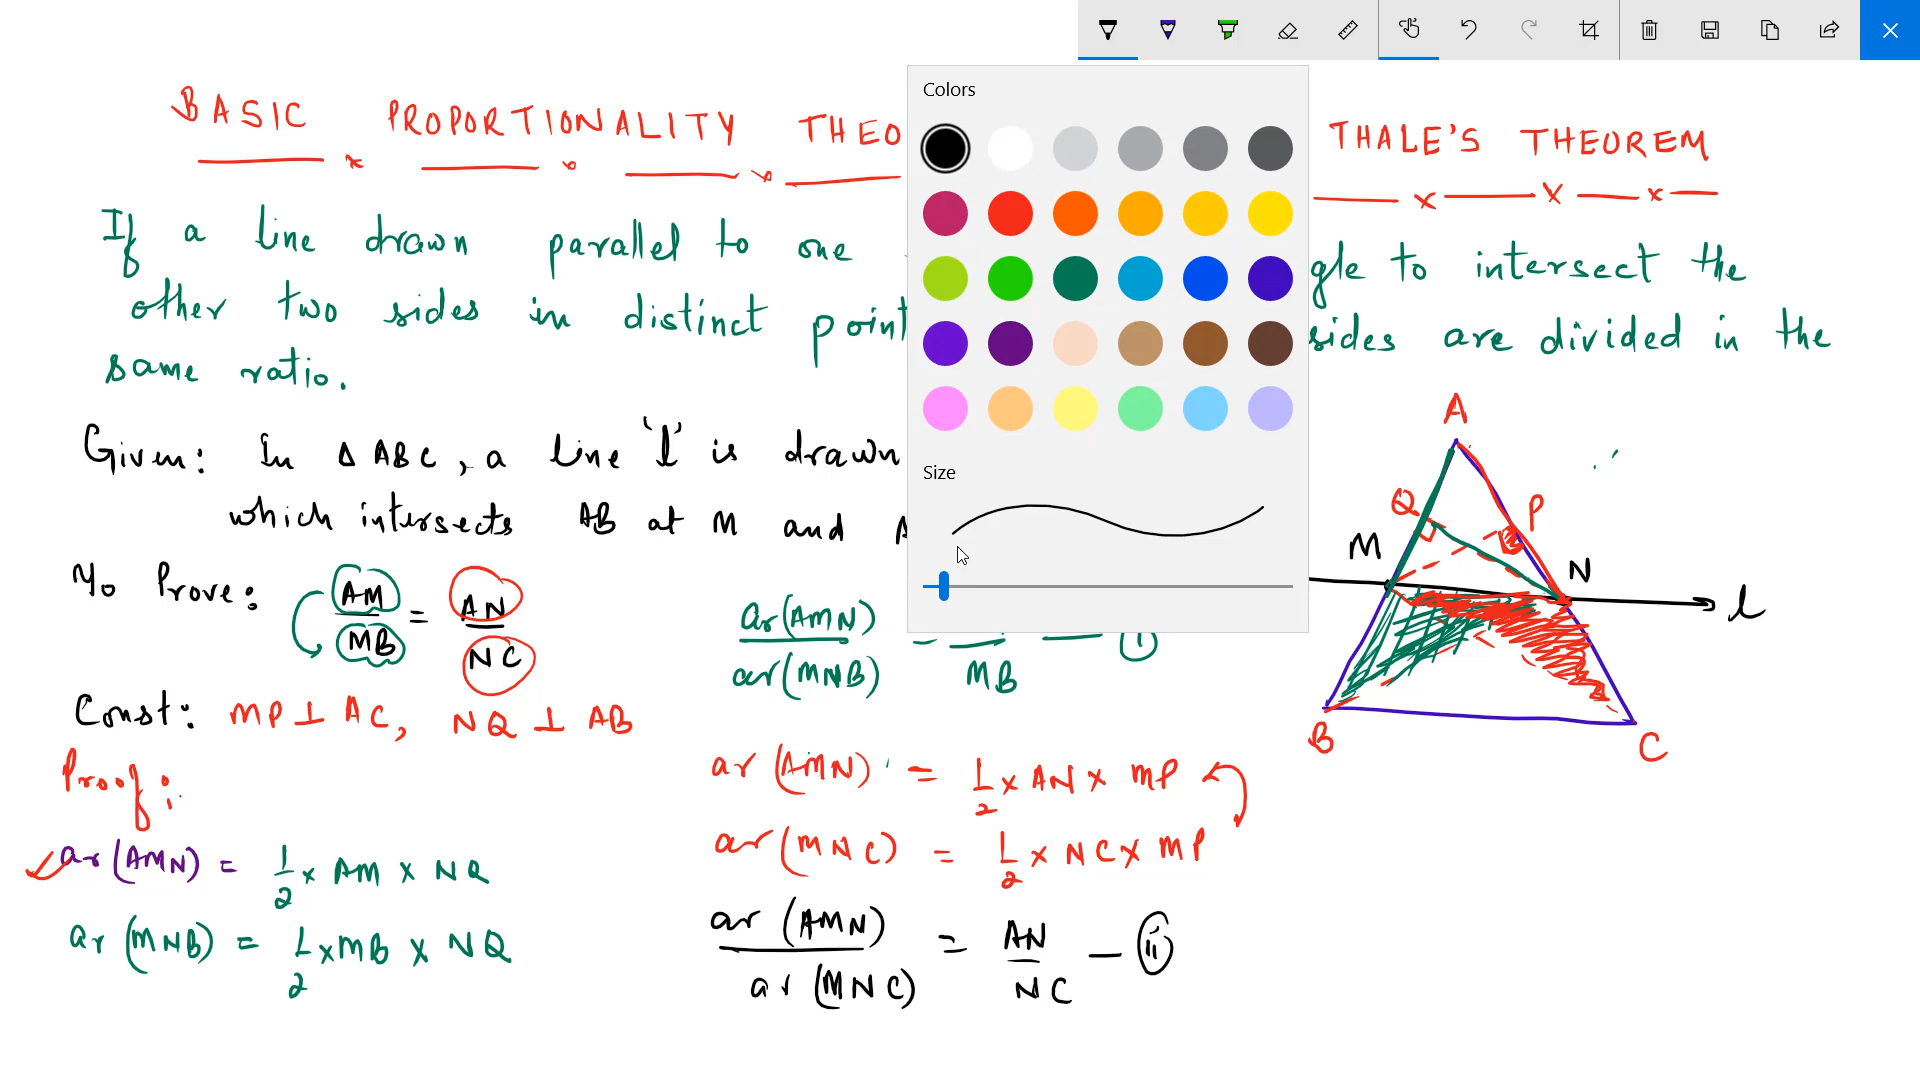 Colors
BASIC PROPORTIONALITY THEO THALE'S THEOREM
If a line drawn parallel to one gle to intersect the
other two sides in distinct point sides are divided in the
same ratio.
Size
Given: In Δ ABC, a line 'l' is drawn
which intersects AB at M and A
To Prove: AM/MB = AN/NC
Const: MP ⊥ AC, NQ ⊥ AB
Proof:
ar (AMN) = 1/2 × AM × NQ
ar (MNB) = 1/2 × MB × NQ
ar(AMN)/ar(MNB) = /MB — (i)
ar (AMN) = 1/2 × AN × MP
ar (MNC) = 1/2 × NC × MP
ar (AMN)/ar (MNC) = AN/NC — (ii)
A
Q
P
M
N
l
B
C